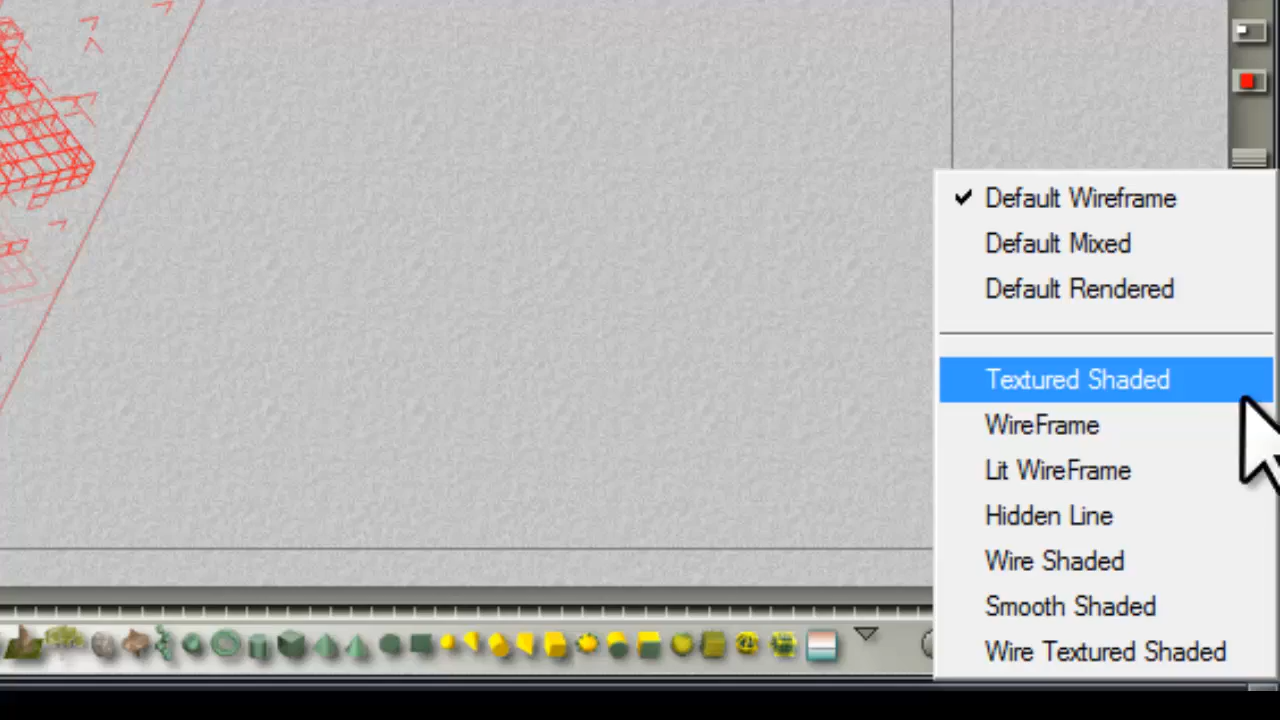 Default Wireframe
Default Mixed
Default Rendered
Textured Shaded
WireFrame
Lit WireFrame
Hidden Line
Wire Shaded
Smooth Shaded
Wire Textured Shaded